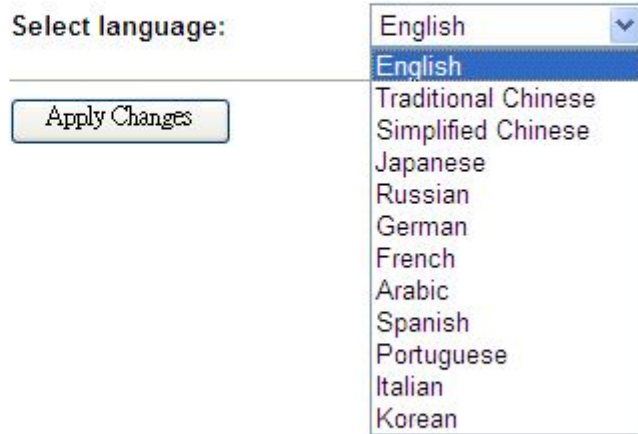 Select language:
English
English
Traditional Chinese
Simplified Chinese
Japanese
Russian
German
French
Arabic
Spanish
Portuguese
Italian
Korean
Apply Changes